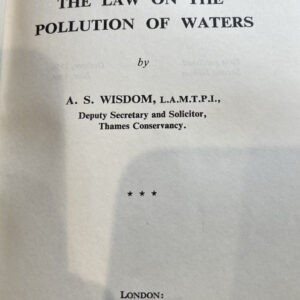 THE LAW ON THE
POLLUTION OF WATERS
by
A. S. WISDOM, L.A.M.T.P.I.,
Deputy Secretary and Solicitor,
Thames Conservancy.
* * *
LONDON: